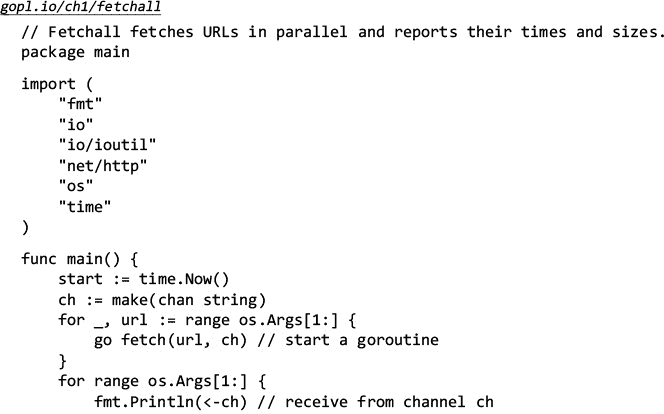 gopl.io/ch1/fetchall
// Fetchall fetches URLs in parallel and reports their times and sizes.
package main
import (
    "fmt"
    "io"
    "io/ioutil"
    "net/http"
    "os"
    "time"
)
func main() {
    start := time.Now()
    ch := make(chan string)
    for _, url := range os.Args[1:] {
        go fetch(url, ch) // start a goroutine
    }
    for range os.Args[1:] {
        fmt.Println(<-ch) // receive from channel ch